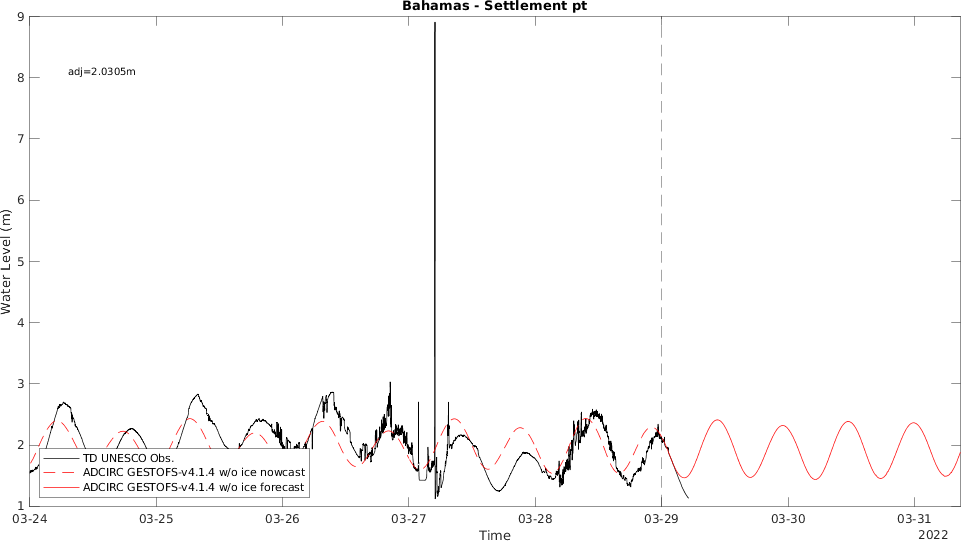 Bahamas - Settlement pt
9
8
7
6
5
4
3
2
1
Water Level (m)
adj=2.0305m
TD UNESCO Obs.
ADCIRC GESTOFS-v4.1.4 w/o ice nowcast
ADCIRC GESTOFS-v4.1.4 w/o ice forecast
03-24 03-25 03-26 03-27 03-28 03-29 03-30 03-31
Time
2022